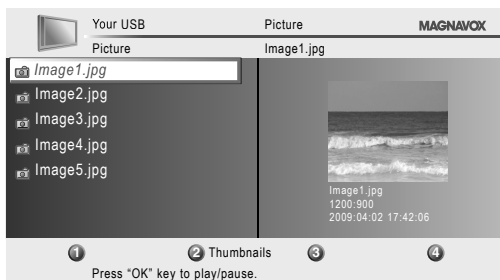 Your USB Picture MAGNAVOX
Picture Image1.jpg
Image1.jpg
Image2.jpg
Image3.jpg
Image4.jpg
Image5.jpg
Image1.jpg
1200:900
2009:04:02 17:42:06
1 2 Thumbnails 3 4
Press “OK” key to play/pause.